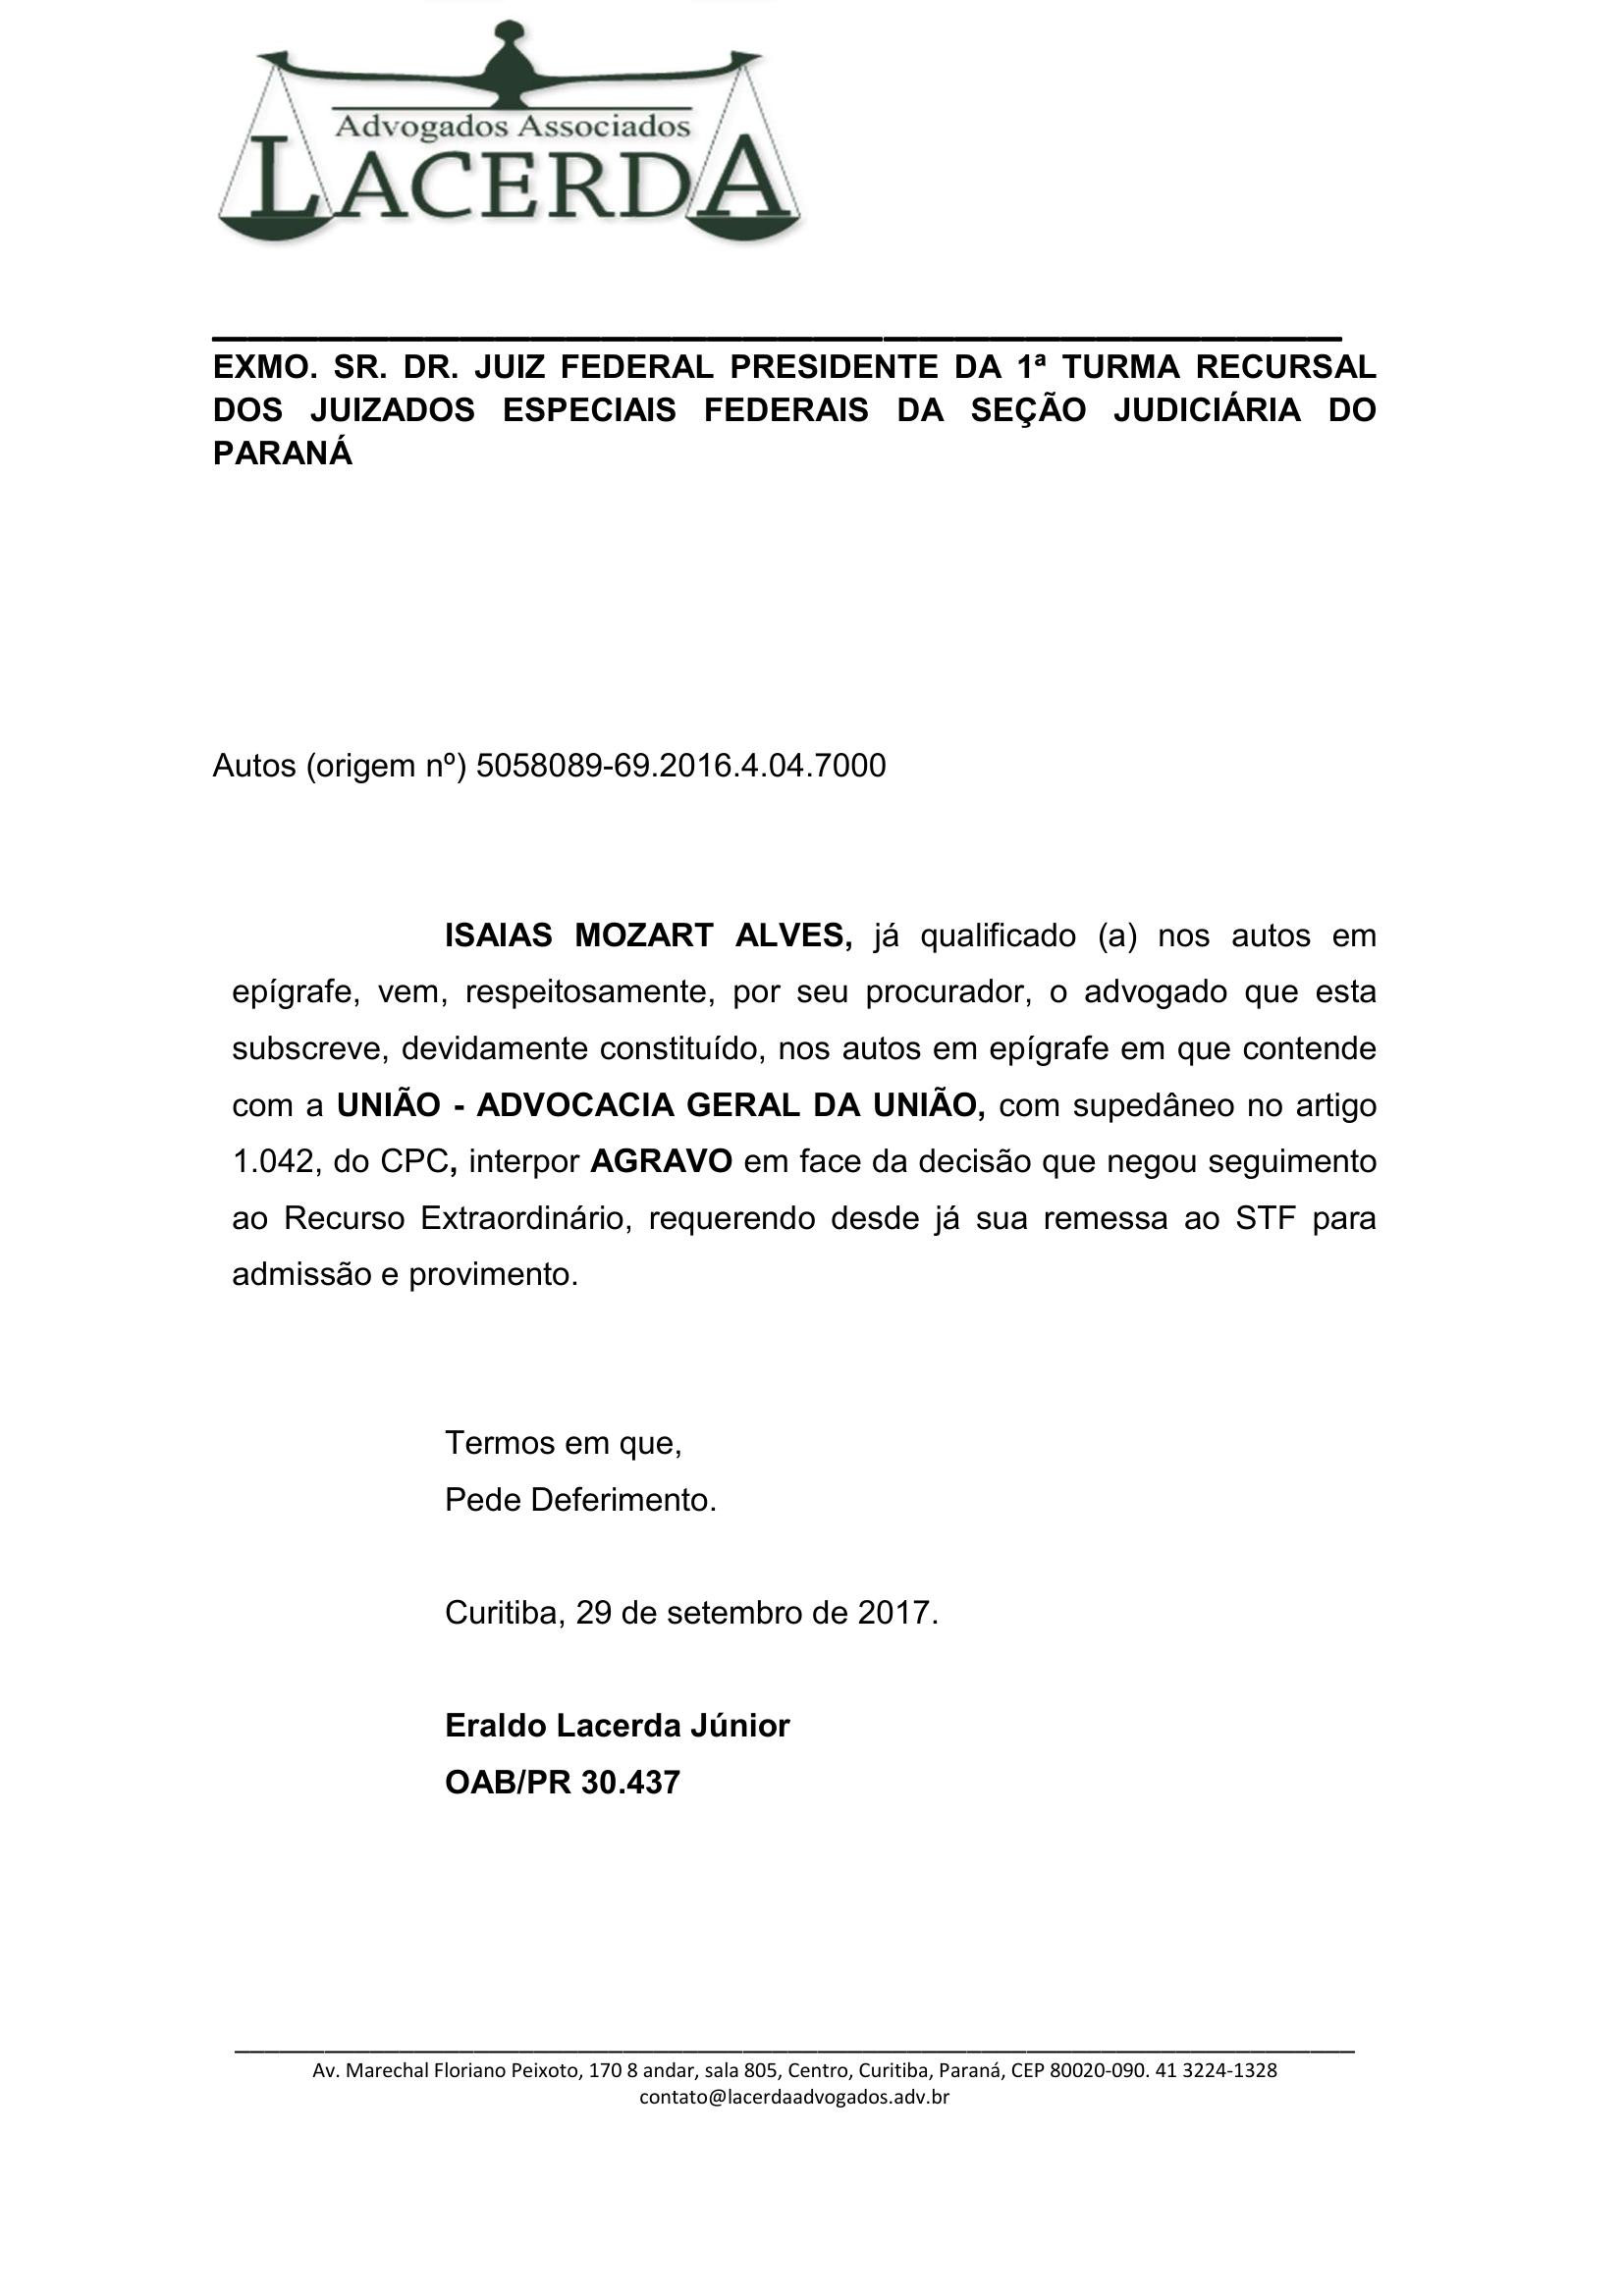 Advogados Associados
LACERDA
EXMO. SR. DR. JUIZ FEDERAL PRESIDENTE DA 1ª TURMA RECURSAL
DOS JUIZADOS ESPECIAIS FEDERAIS DA SEÇÃO JUDICIÁRIA DO
PARANÁ
Autos (origem nº) 5058089-69.2016.4.04.7000
ISAIAS MOZART ALVES, já qualificado (a) nos autos em
epígrafe, vem, respeitosamente, por seu procurador, o advogado que esta
subscreve, devidamente constituído, nos autos em epígrafe em que contende
com a UNIÃO - ADVOCACIA GERAL DA UNIÃO, com supedâneo no artigo
1.042, do CPC, interpor AGRAVO em face da decisão que negou seguimento
ao Recurso Extraordinário, requerendo desde já sua remessa ao STF para
admissão e provimento.
Termos em que,
Pede Deferimento.
Curitiba, 29 de setembro de 2017.
Eraldo Lacerda Júnior
OAB/PR 30.437
Av. Marechal Floriano Peixoto, 170 8 andar, sala 805, Centro, Curitiba, Paraná, CEP 80020-090. 41 3224-1328
contato@lacerdaadvogados.adv.br